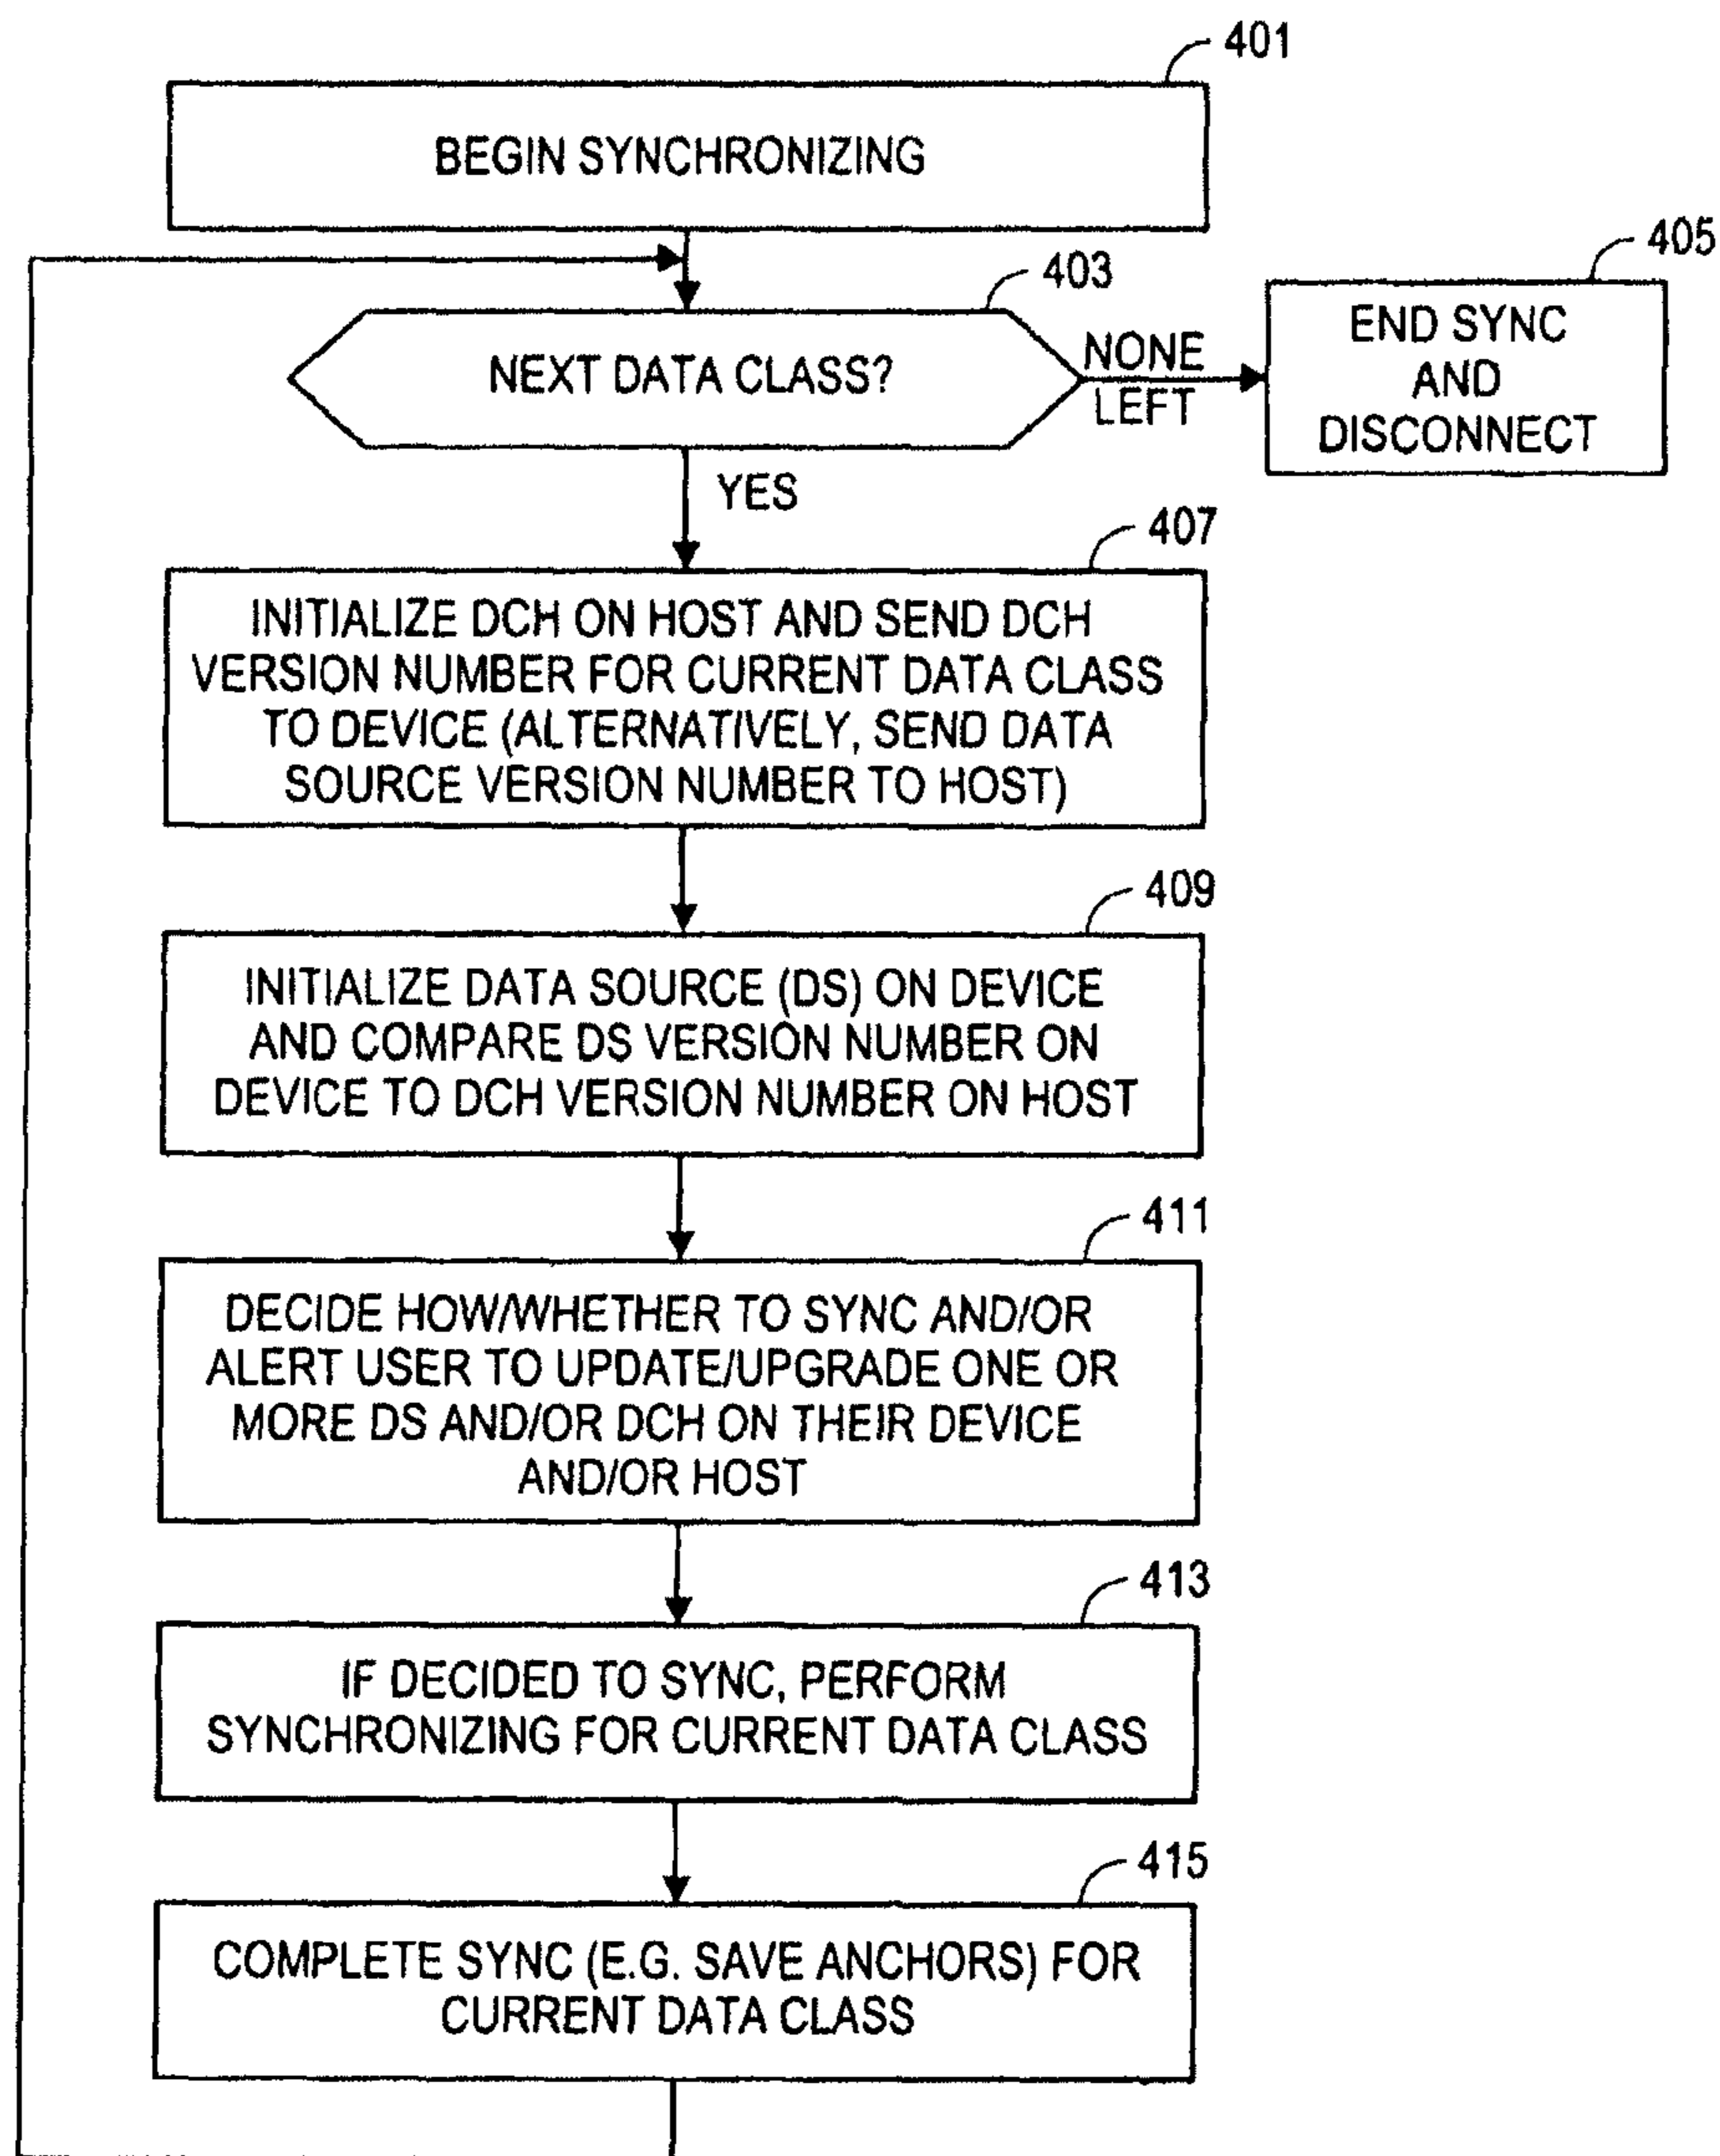 401
BEGIN SYNCHRONIZING
403
405
NEXT DATA CLASS?
NONE
LEFT
END SYNC
AND
DISCONNECT
YES
407
INITIALIZE DCH ON HOST AND SEND DCH
VERSION NUMBER FOR CURRENT DATA CLASS
TO DEVICE (ALTERNATIVELY, SEND DATA
SOURCE VERSION NUMBER TO HOST)
409
INITIALIZE DATA SOURCE (DS) ON DEVICE
AND COMPARE DS VERSION NUMBER ON
DEVICE TO DCH VERSION NUMBER ON HOST
411
DECIDE HOW/WHETHER TO SYNC AND/OR
ALERT USER TO UPDATE/UPGRADE ONE OR
MORE DS AND/OR DCH ON THEIR DEVICE
AND/OR HOST
413
IF DECIDED TO SYNC, PERFORM
SYNCHRONIZING FOR CURRENT DATA CLASS
415
COMPLETE SYNC (E.G. SAVE ANCHORS) FOR
CURRENT DATA CLASS